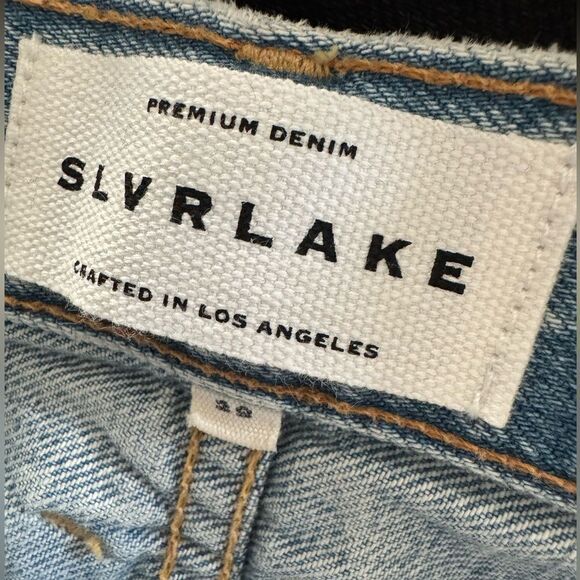 PREMIUM DENIM
SLVRLAKE
CRAFTED IN LOS ANGELES